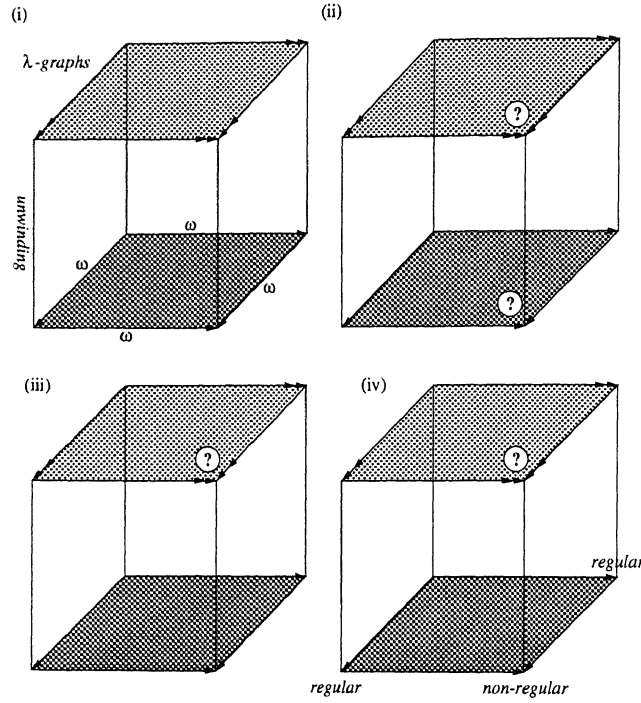 (i)
(ii)
λ-graphs
?
unwinding
ω
ω
ω
ω
?
(iii)
(iv)
?
?
regular
regular
non-regular